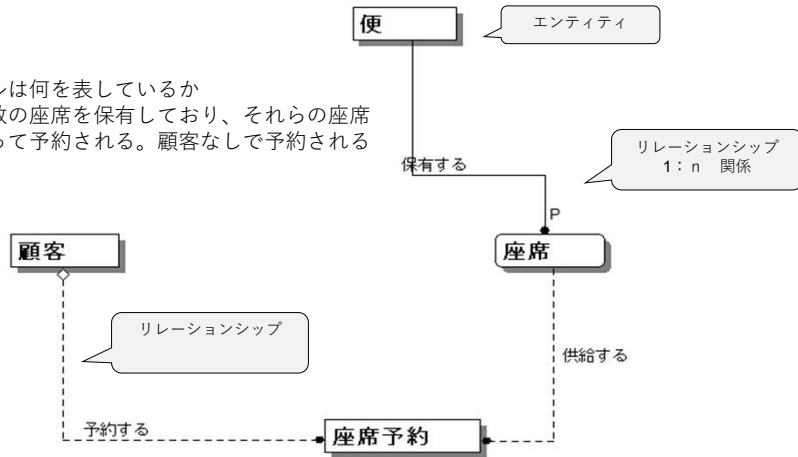 便
エンティティ
ルは何を表しているか
数の座席を保有しており、それらの座席
って予約される。顧客なしで予約される
保有する
リレーションシップ
1：n 関係
P
顧客
座席
リレーションシップ
供給する
予約する
座席予約